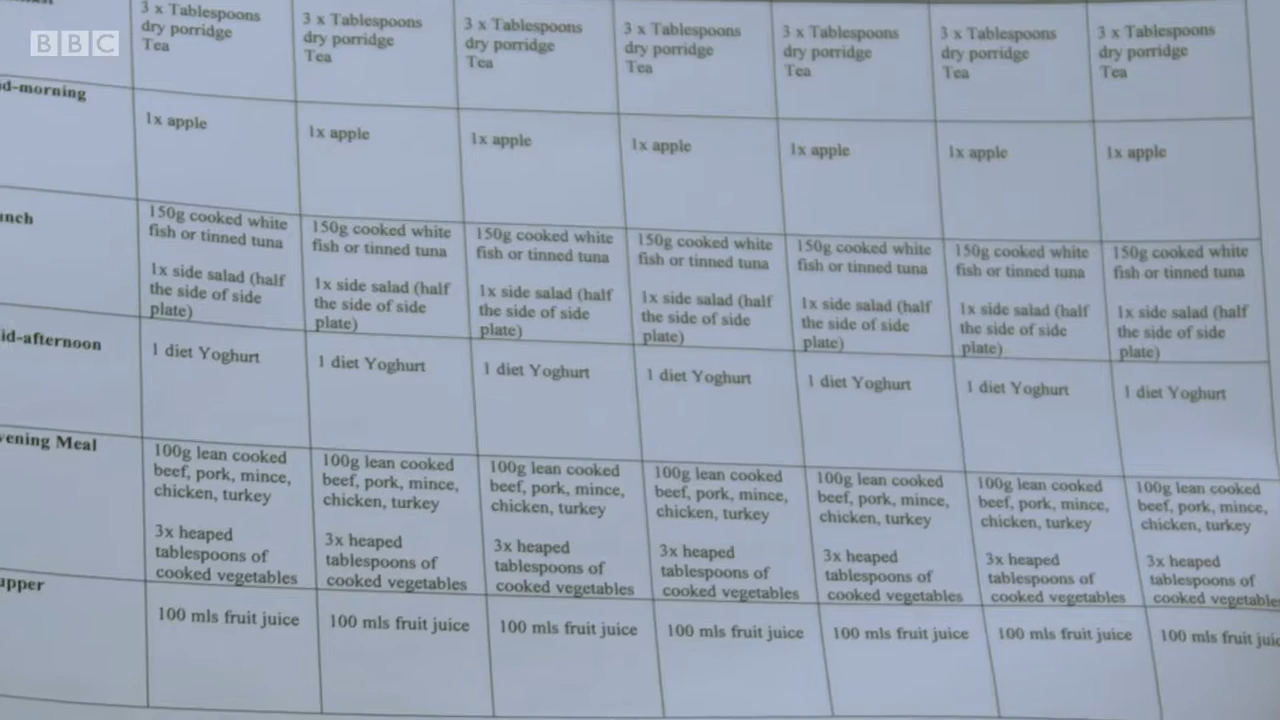 BBC
3 x Tablespoons
dry porridge
Tea
3 x Tablespoons
dry porridge
Tea
3 x Tablespoons
dry porridge
Tea
3 x Tablespoons
dry porridge
Tea
3 x Tablespoons
dry porridge
Tea
3 x Tablespoons
dry porridge
Tea
3 x Tablespoons
dry porridge
Tea
d-morning
1x apple
1x apple
1x apple
1x apple
1x apple
1x apple
1x apple
unch
150g cooked white
fish or tinned tuna
1x side salad (half
the side of side
plate)
150g cooked white
fish or tinned tuna
1x side salad (half
the side of side
plate)
150g cooked white
fish or tinned tuna
1x side salad (half
the side of side
plate)
150g cooked white
fish or tinned tuna
1x side salad (half
the side of side
plate)
150g cooked white
fish or tinned tuna
1x side salad (half
the side of side
plate)
150g cooked white
fish or tinned tuna
1x side salad (half
the side of side
plate)
150g cooked white
fish or tinned tuna
1x side salad (half
the side of side
plate)
id-afternoon
1 diet Yoghurt
1 diet Yoghurt
1 diet Yoghurt
1 diet Yoghurt
1 diet Yoghurt
1 diet Yoghurt
1 diet Yoghurt
vening Meal
100g lean cooked
beef, pork, mince,
chicken, turkey
3x heaped
tablespoons of
cooked vegetables
100g lean cooked
beef, pork, mince,
chicken, turkey
3x heaped
tablespoons of
cooked vegetables
100g lean cooked
beef, pork, mince,
chicken, turkey
3x heaped
tablespoons of
cooked vegetables
100g lean cooked
beef, pork, mince,
chicken, turkey
3x heaped
tablespoons of
cooked vegetables
100g lean cooked
beef, pork, mince,
chicken, turkey
3x heaped
tablespoons of
cooked vegetables
100g lean cooked
beef, pork, mince,
chicken, turkey
3x heaped
tablespoons of
cooked vegetables
100g lean cooked
beef, pork, mince,
chicken, turkey
3x heaped
tablespoons of
cooked vegetables
upper
100 mls fruit juice
100 mls fruit juice
100 mls fruit juice
100 mls fruit juice
100 mls fruit juice
100 mls fruit juice
100 mls fruit juic